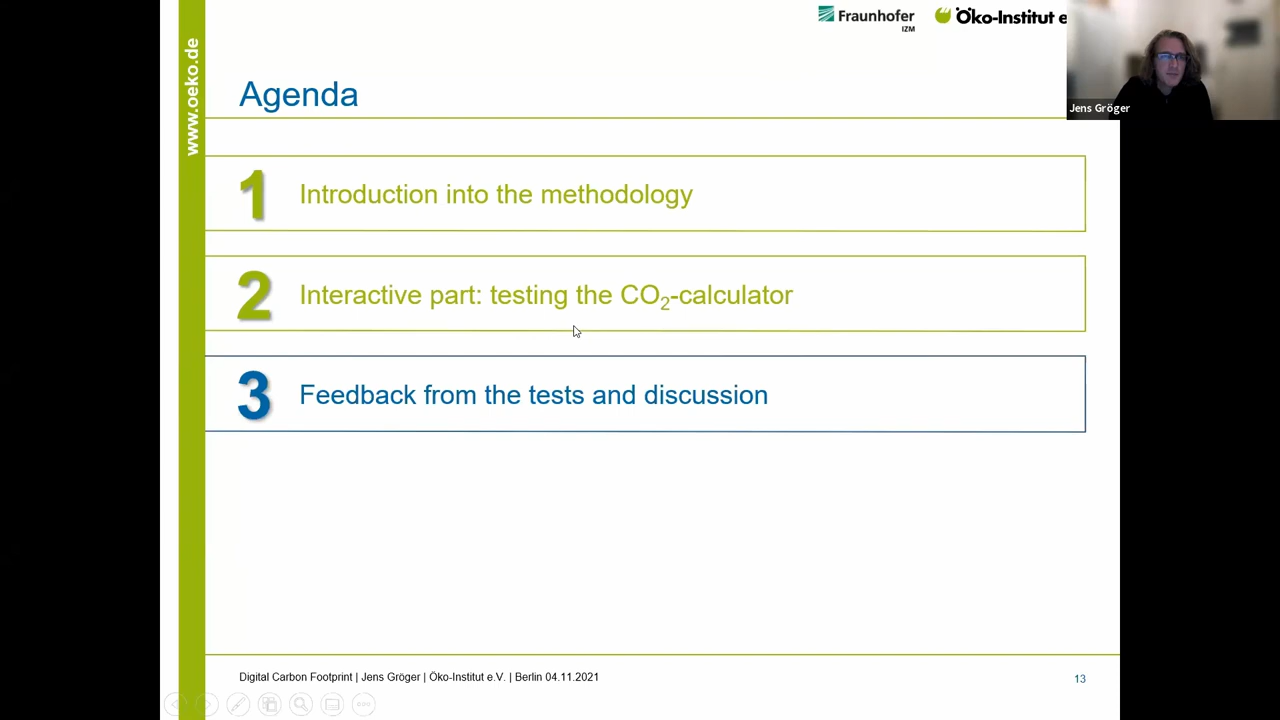 Fraunhofer
IZM
Öko-Institut e
Jens Gröger
www.oeko.de
Agenda
1 Introduction into the methodology
2 Interactive part: testing the CO₂-calculator
3 Feedback from the tests and discussion
Digital Carbon Footprint | Jens Gröger | Öko-Institut e.V. | Berlin 04.11.2021
13